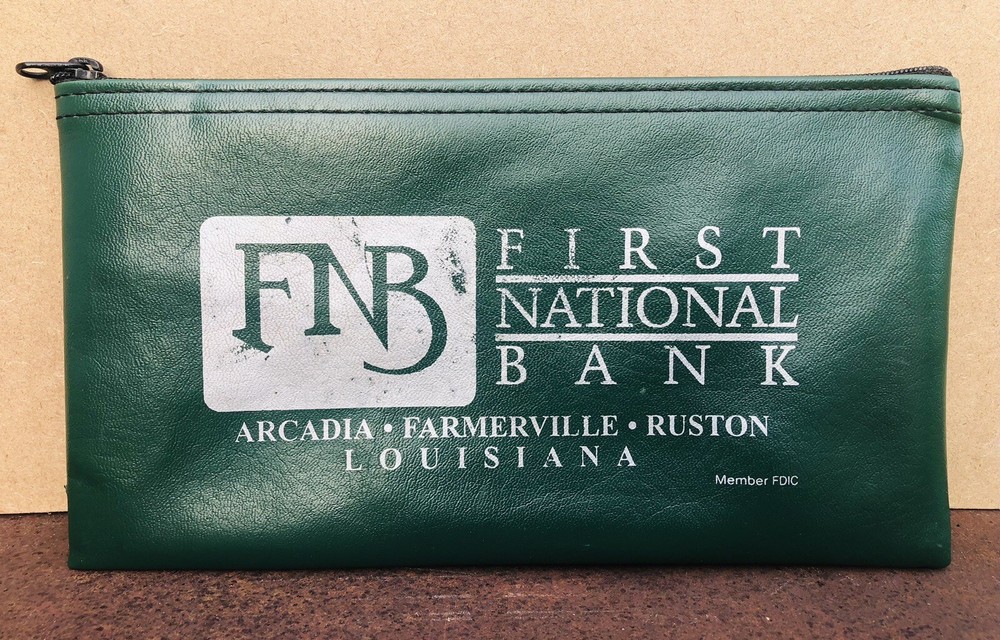 FNB
FIRST
NATIONAL
BANK
ARCADIA • FARMERVILLE • RUSTON
LOUISIANA
Member FDIC